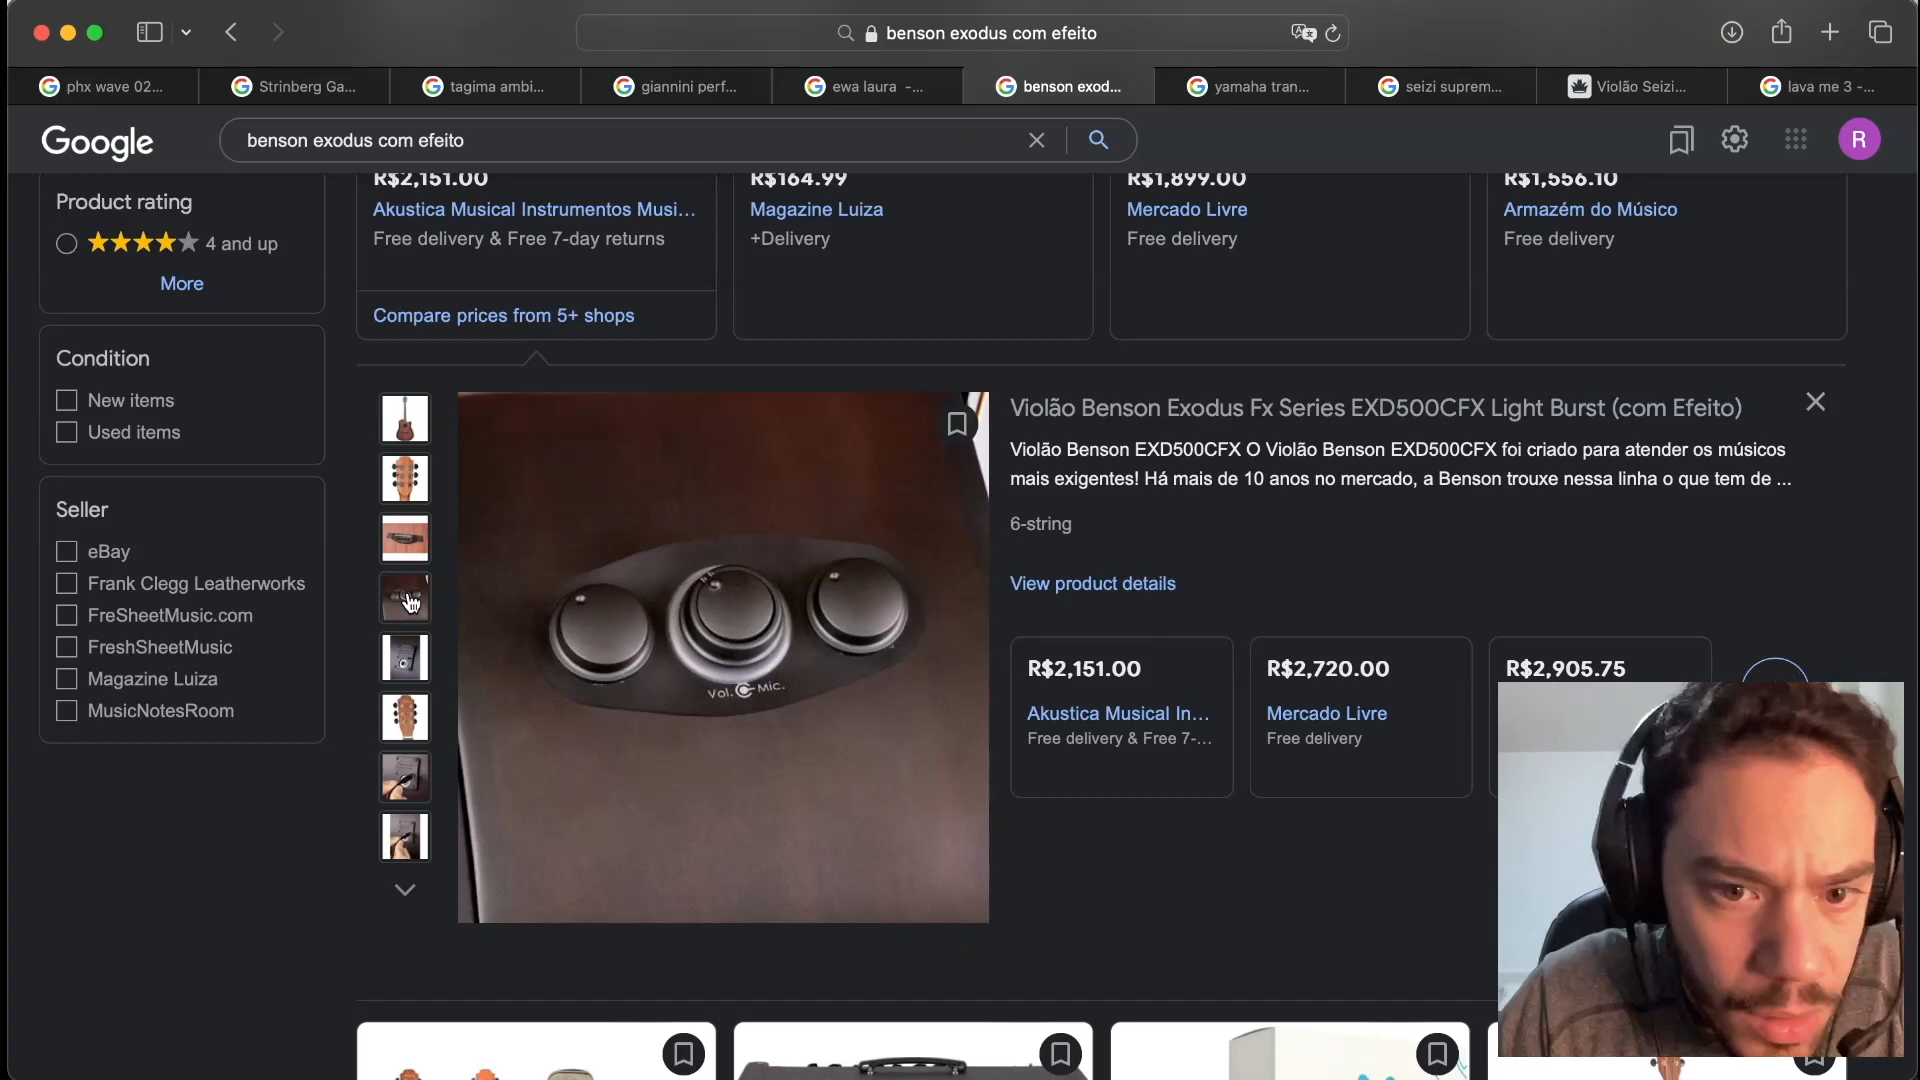 benson exodus com efeito
phx wave 02...
Strinberg Ga...
tagima ambi...
giannini perf...
ewa laura -...
benson exod...
yamaha tran...
seizi suprem...
Violão Seizi...
lava me 3 -...
Google
benson exodus com efeito
R
Product rating
4 and up
More
Condition
New items
Used items
Seller
eBay
Frank Clegg Leatherworks
FreSheetMusic.com
FreshSheetMusic
Magazine Luiza
MusicNotesRoom
R$2,151.00
Akustica Musical Instrumentos Musi...
Free delivery & Free 7-day returns
Compare prices from 5+ shops
R$164.99
Magazine Luiza
+Delivery
R$1,899.00
Mercado Livre
Free delivery
R$1,556.10
Armazém do Músico
Free delivery
Vol. Mic.
Violão Benson Exodus Fx Series EXD500CFX Light Burst (com Efeito)
Violão Benson EXD500CFX O Violão Benson EXD500CFX foi criado para atender os músicos
mais exigentes! Há mais de 10 anos no mercado, a Benson trouxe nessa linha o que tem de ...
6-string
View product details
R$2,151.00
Akustica Musical In...
Free delivery & Free 7-...
R$2,720.00
Mercado Livre
Free delivery
R$2,905.75